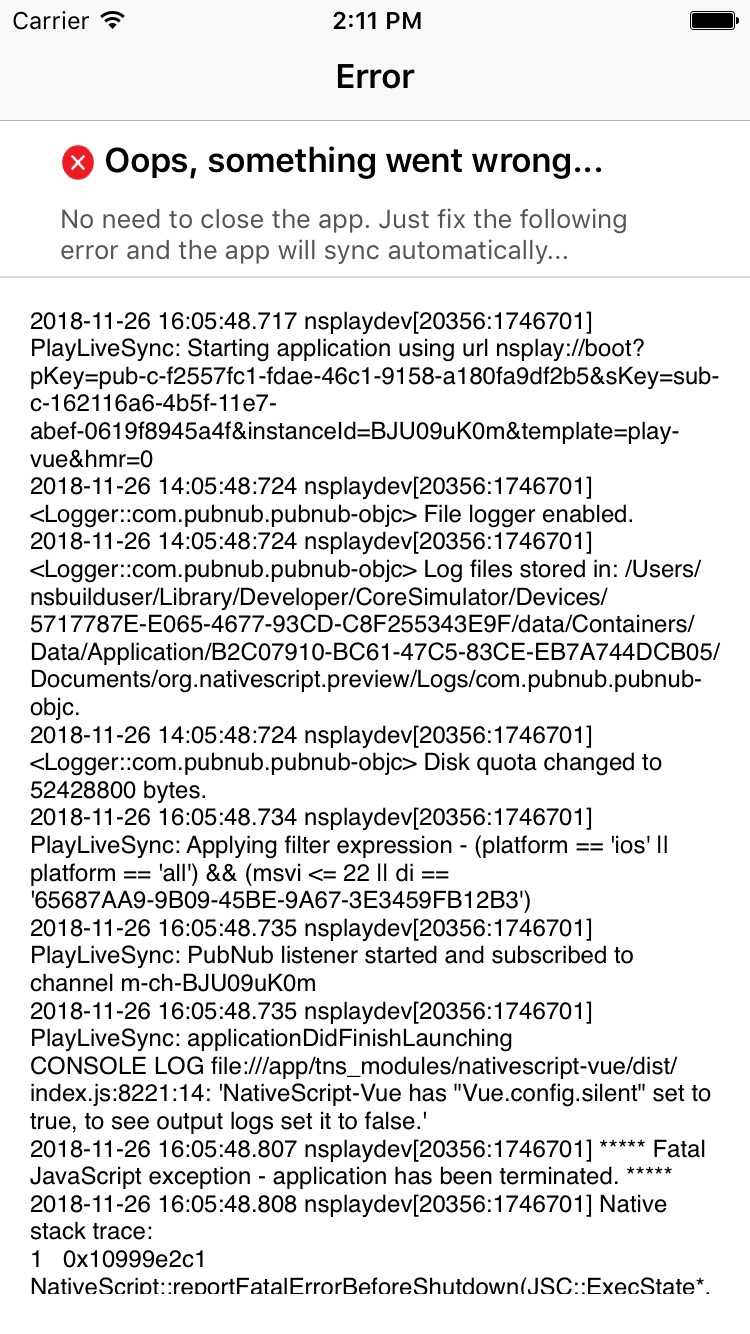 Carrier 2:11 PM
Error
Oops, something went wrong...
No need to close the app. Just fix the following
error and the app will sync automatically...
2018-11-26 16:05:48.717 nsplaydev[20356:1746701]
PlayLiveSync: Starting application using url nsplay://boot?
pKey=pub-c-f2557fc1-fdae-46c1-9158-a180fa9df2b5&sKey=sub-
c-162116a6-4b5f-11e7-
abef-0619f8945a4f&instanceId=BJU09uK0m&template=play-
vue&hmr=0
2018-11-26 14:05:48:724 nsplaydev[20356:1746701]
<Logger::com.pubnub.pubnub-objc> File logger enabled.
2018-11-26 14:05:48:724 nsplaydev[20356:1746701]
<Logger::com.pubnub.pubnub-objc> Log files stored in: /Users/
nsbuilduser/Library/Developer/CoreSimulator/Devices/
5717787E-E065-4677-93CD-C8F255343E9F/data/Containers/
Data/Application/B2C07910-BC61-47C5-83CE-EB7A744DCB05/
Documents/org.nativescript.preview/Logs/com.pubnub.pubnub-
objc.
2018-11-26 14:05:48:724 nsplaydev[20356:1746701]
<Logger::com.pubnub.pubnub-objc> Disk quota changed to
52428800 bytes.
2018-11-26 16:05:48.734 nsplaydev[20356:1746701]
PlayLiveSync: Applying filter expression - (platform == 'ios' ||
platform == 'all') && (msvi <= 22 || di ==
'65687AA9-9B09-45BE-9A67-3E3459FB12B3')
2018-11-26 16:05:48.735 nsplaydev[20356:1746701]
PlayLiveSync: PubNub listener started and subscribed to
channel m-ch-BJU09uK0m
2018-11-26 16:05:48.735 nsplaydev[20356:1746701]
PlayLiveSync: applicationDidFinishLaunching
CONSOLE LOG file:///app/tns_modules/nativescript-vue/dist/
index.js:8221:14: 'NativeScript-Vue has "Vue.config.silent" set to
true, to see output logs set it to false.'
2018-11-26 16:05:48.807 nsplaydev[20356:1746701] ***** Fatal
JavaScript exception - application has been terminated. *****
2018-11-26 16:05:48.808 nsplaydev[20356:1746701] Native
stack trace:
1 0x10999e2c1
NativeScript::reportFatalErrorBeforeShutdown(JSC::ExecState*,